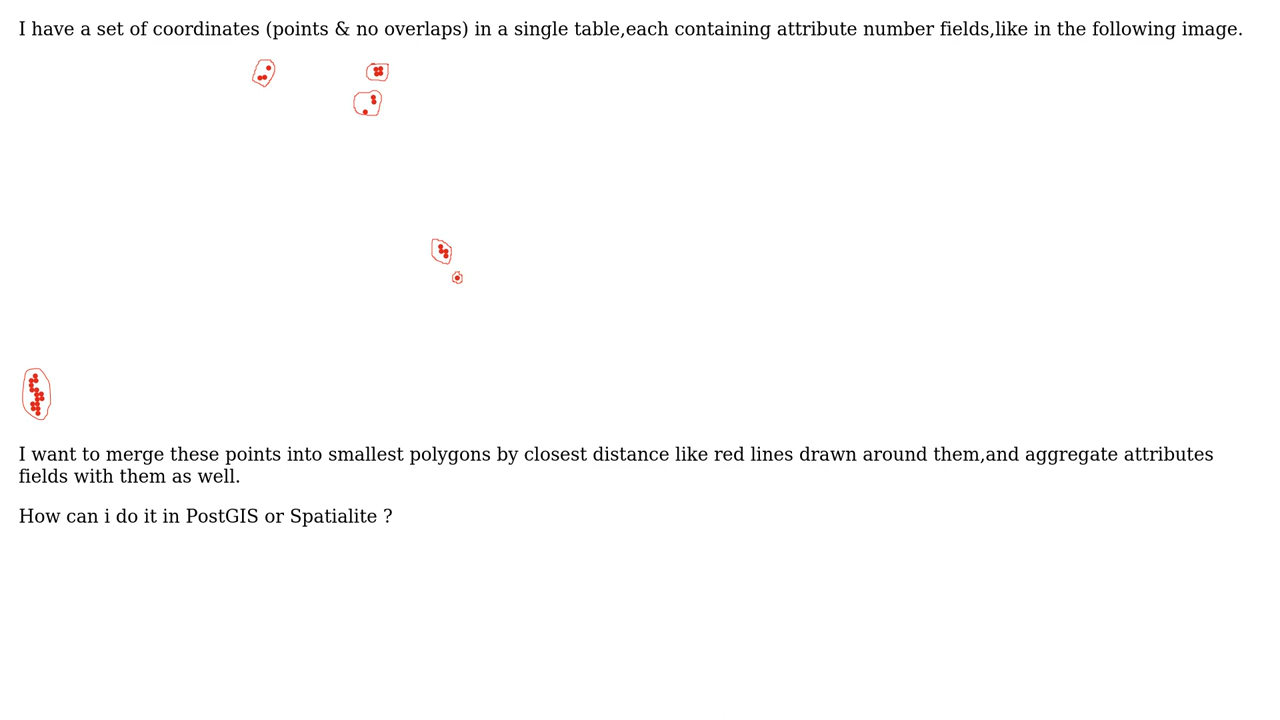 I have a set of coordinates (points & no overlaps) in a single table,each containing attribute number fields,like in the following image.
I want to merge these points into smallest polygons by closest distance like red lines drawn around them,and aggregate attributes
fields with them as well.
How can i do it in PostGIS or Spatialite ?